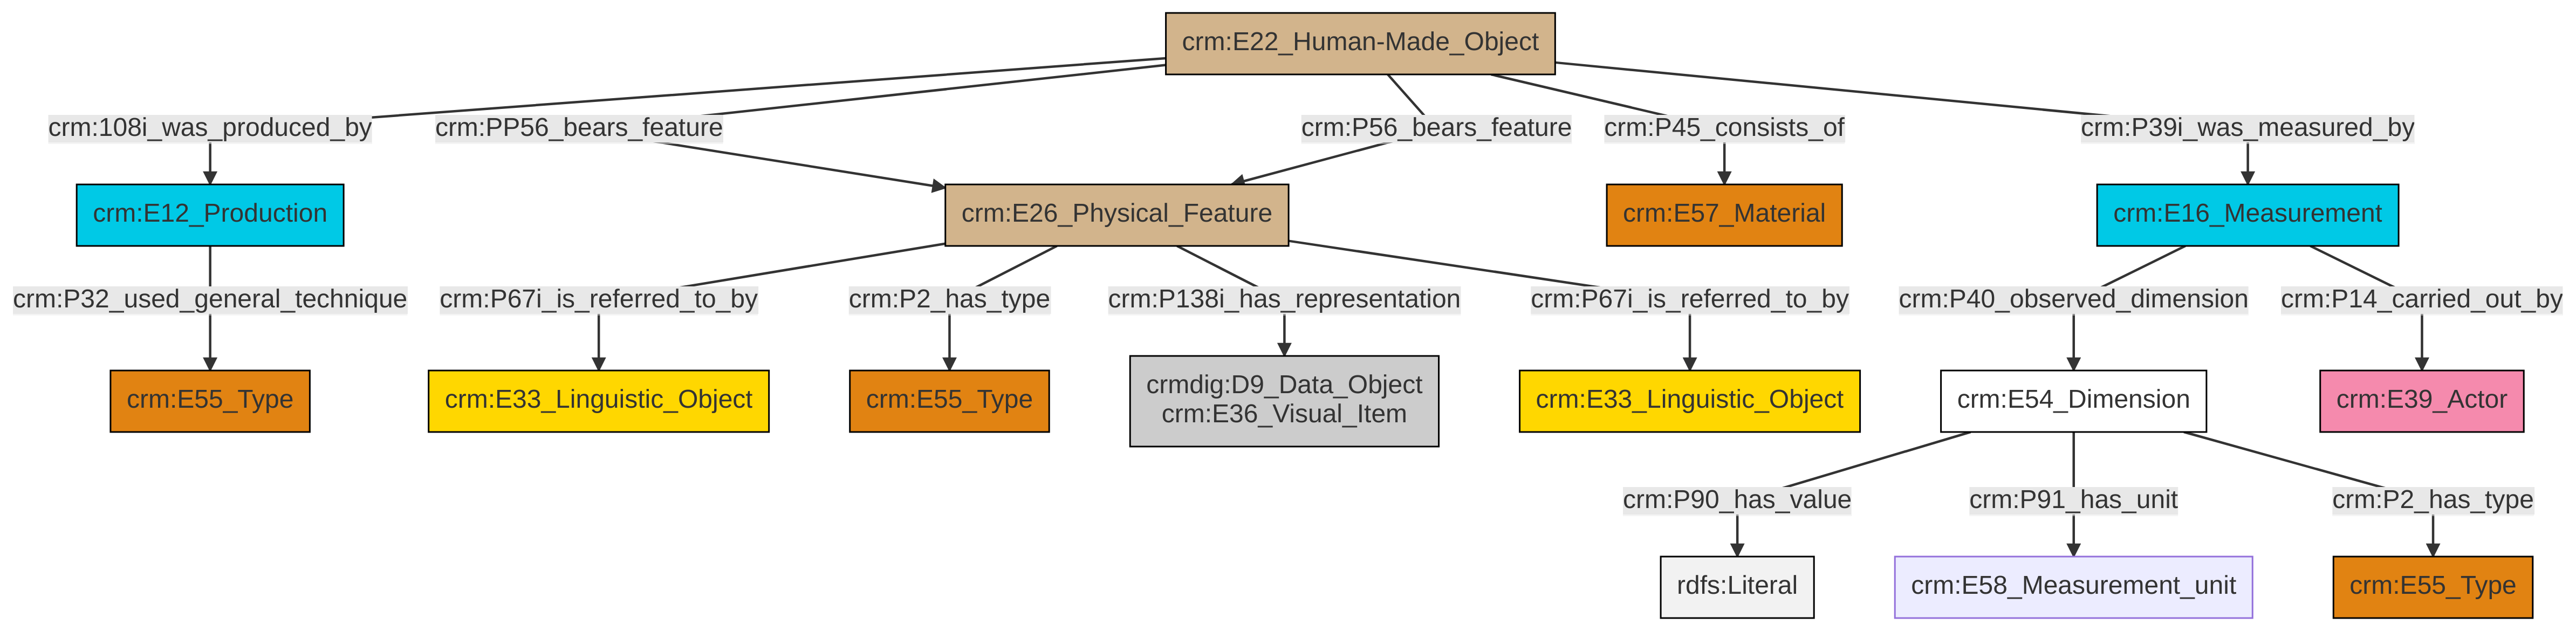 crm:E22_Human-Made_Object
crm:108i_was_produced_by
crm:PP56_bears_feature
crm:P56_bears_feature
crm:P45_consists_of
crm:P39i_was_measured_by
crm:E12_Production
crm:E26_Physical_Feature
crm:E57_Material
crm:E16_Measurement
crm:P32_used_general_technique
crm:P67i_is_referred_to_by
crm:P2_has_type
crm:P138i_has_representation
crm:P67i_is_referred_to_by
crm:P40_observed_dimension
crm:P14_carried_out_by
crm:E55_Type
crm:E33_Linguistic_Object
crm:E55_Type
crmdig:D9_Data_Object
crm:E36_Visual_Item
crm:E33_Linguistic_Object
crm:E54_Dimension
crm:E39_Actor
crm:P90_has_value
crm:P91_has_unit
crm:P2_has_type
rdfs:Literal
crm:E58_Measurement_unit
crm:E55_Type